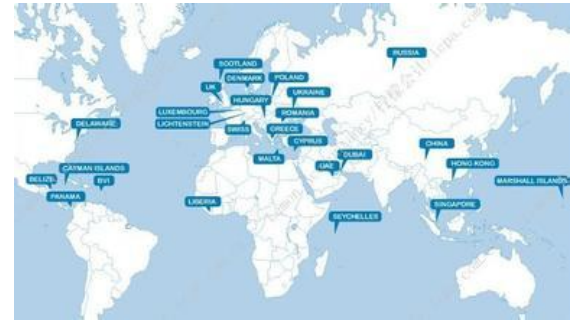 RUSSIA
SCOTLAND
DENMARK
POLAND
UK
HUNGARY
UKRAINE
LUXEMBOURG
ROMANIA
LICHTENSTEIN
SWISS
GREECE
DELAWARE
CYPRUS
CHINA
MALTA
DUBAI
UAE
HONG KONG
CAYMAN ISLANDS
BELIZE
BVI
MARSHALL ISLANDS
PANAMA
LIBERIA
SINGAPORE
SEYCHELLES